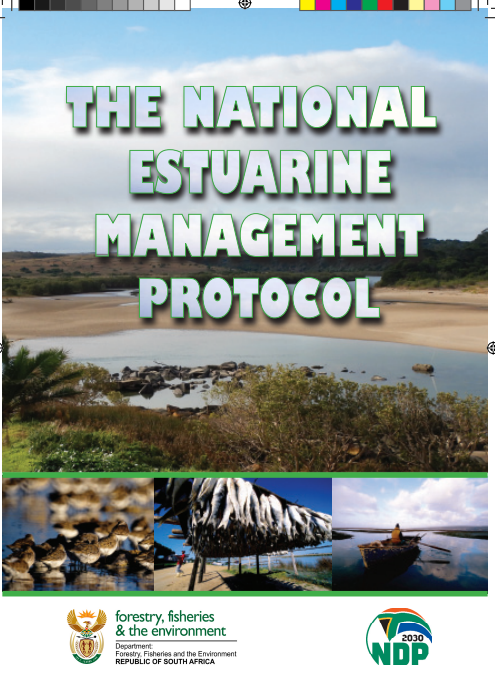 THE NATIONAL
ESTUARINE
MANAGEMENT
PROTOCOL
forestry, fisheries
& the environment
Department:
Forestry, Fisheries and the Environment
REPUBLIC OF SOUTH AFRICA
2030
NDP